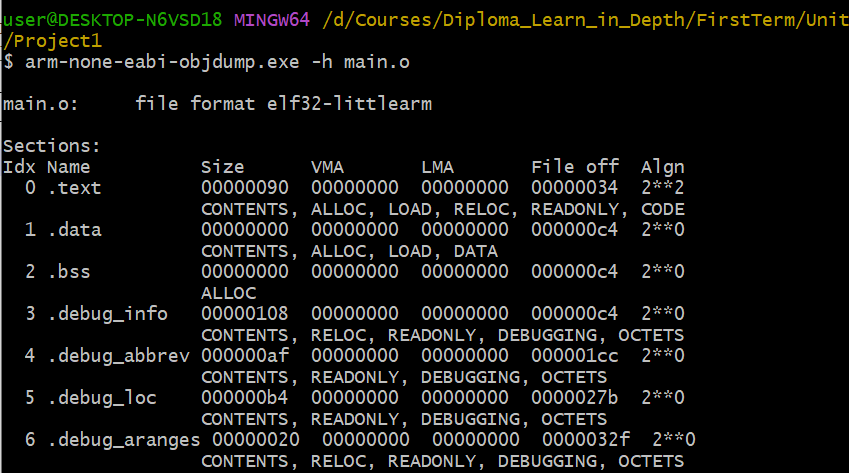 user@DESKTOP-N6VSD18 MINGW64 /d/Courses/Diploma_Learn_in_Depth/FirstTerm/Unit
/Project1
$ arm-none-eabi-objdump.exe -h main.o
main.o:     file format elf32-littlearm
Sections:
Idx Name          Size      VMA       LMA       File off  Algn
  0 .text         00000090  00000000  00000000  00000034  2**2
                  CONTENTS, ALLOC, LOAD, RELOC, READONLY, CODE
  1 .data         00000000  00000000  00000000  000000c4  2**0
                  CONTENTS, ALLOC, LOAD, DATA
  2 .bss          00000000  00000000  00000000  000000c4  2**0
                  ALLOC
  3 .debug_info   00000108  00000000  00000000  000000c4  2**0
                  CONTENTS, RELOC, READONLY, DEBUGGING, OCTETS
  4 .debug_abbrev 000000af  00000000  00000000  000001cc  2**0
                  CONTENTS, READONLY, DEBUGGING, OCTETS
  5 .debug_loc    000000b4  00000000  00000000  0000027b  2**0
                  CONTENTS, READONLY, DEBUGGING, OCTETS
  6 .debug_aranges 00000020  00000000  00000000  0000032f  2**0
                  CONTENTS, RELOC, READONLY, DEBUGGING, OCTETS